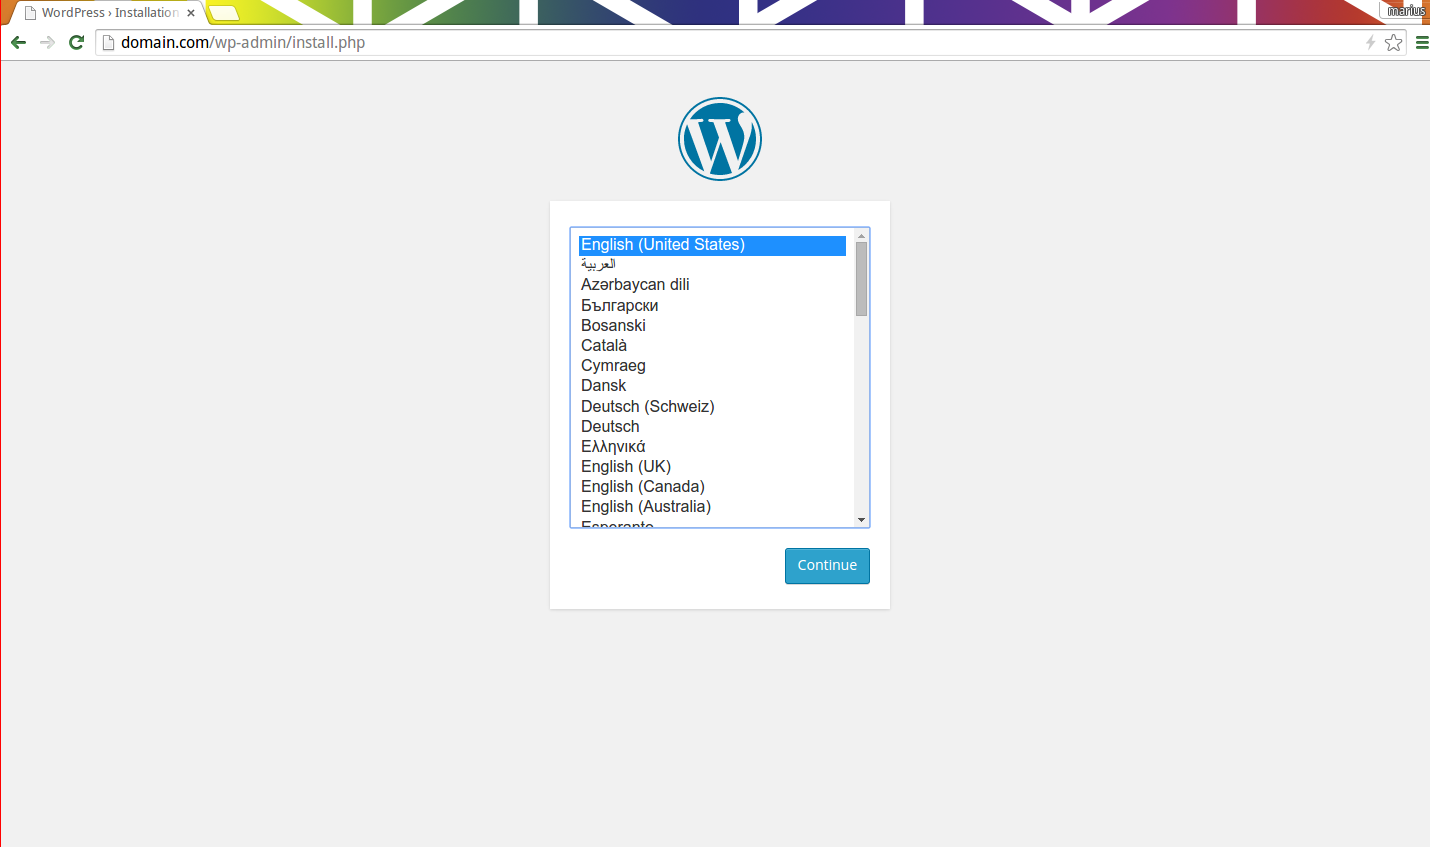 WordPress › Installation
marius
domain.com/wp-admin/install.php
English (United States)
العربية
Azərbaycan dili
Български
Bosanski
Català
Cymraeg
Dansk
Deutsch (Schweiz)
Deutsch
Ελληνικά
English (UK)
English (Canada)
English (Australia)
Esperanto
Continue